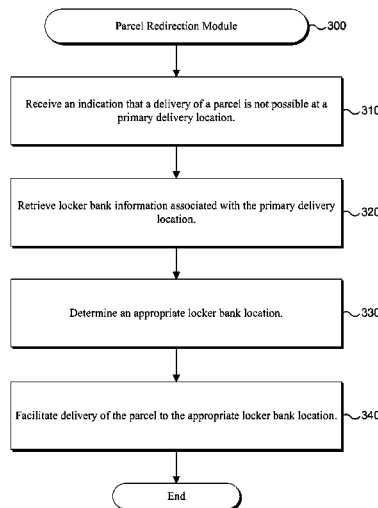 Parcel Redirection Module
300
Receive an indication that a delivery of a parcel is not possible at a
primary delivery location.
310
Retrieve locker bank information associated with the primary delivery
location.
320
Determine an appropriate locker bank location.
330
Facilitate delivery of the parcel to the appropriate locker bank location.
340
End